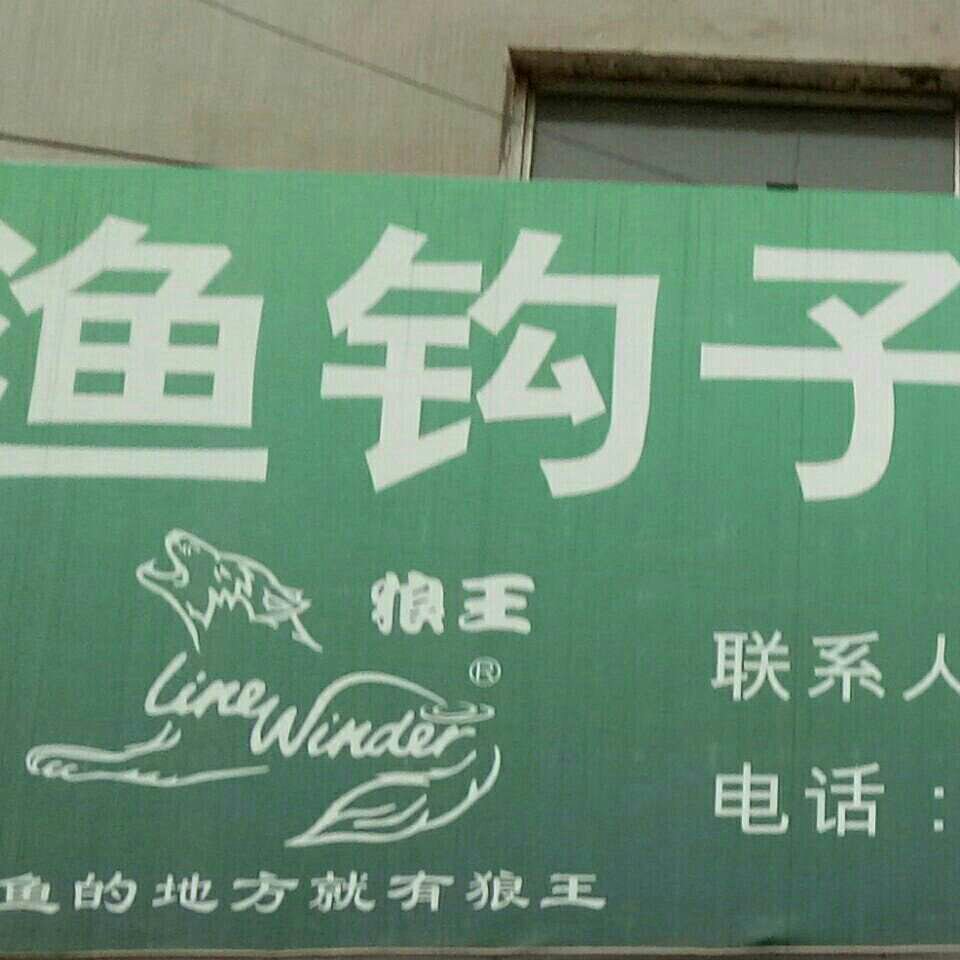 渔钩子
狼王
®
Line Winder
联系人
电话：
鱼的地方就有狼王